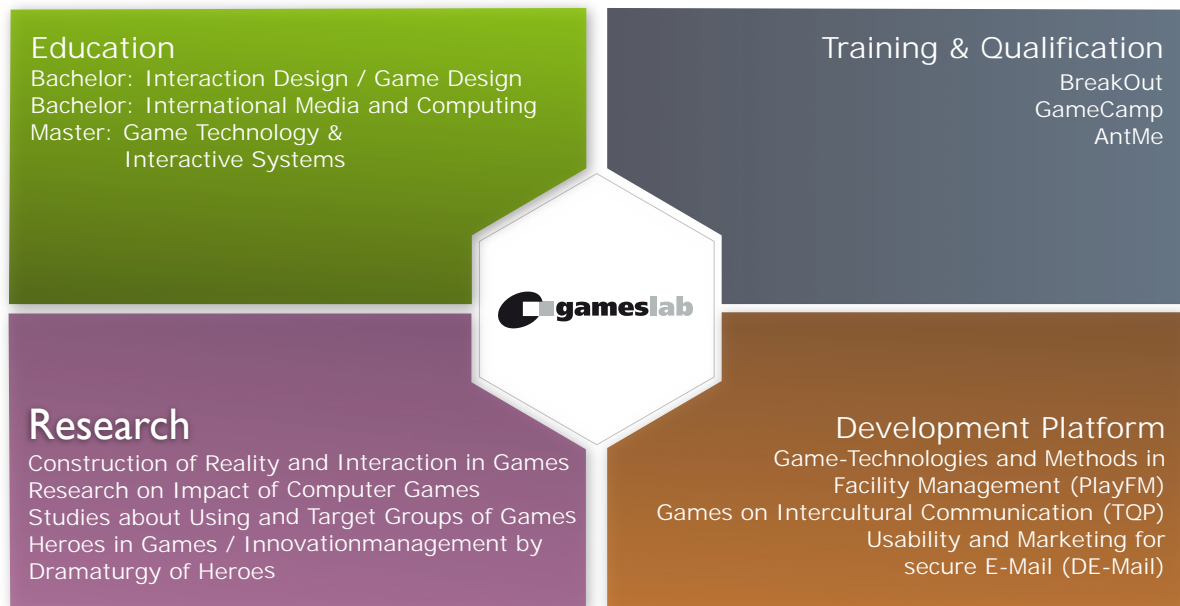 Education
Bachelor: Interaction Design / Game Design
Bachelor: International Media and Computing
Master: Game Technology &
Interactive Systems
Training & Qualification
BreakOut
GameCamp
AntMe
gameslab
Research
Construction of Reality and Interaction in Games
Research on Impact of Computer Games
Studies about Using and Target Groups of Games
Heroes in Games / Innovationmanagement by
Dramaturgy of Heroes
Development Platform
Game-Technologies and Methods in
Facility Management (PlayFM)
Games on Intercultural Communication (TQP)
Usability and Marketing for
secure E-Mail (DE-Mail)